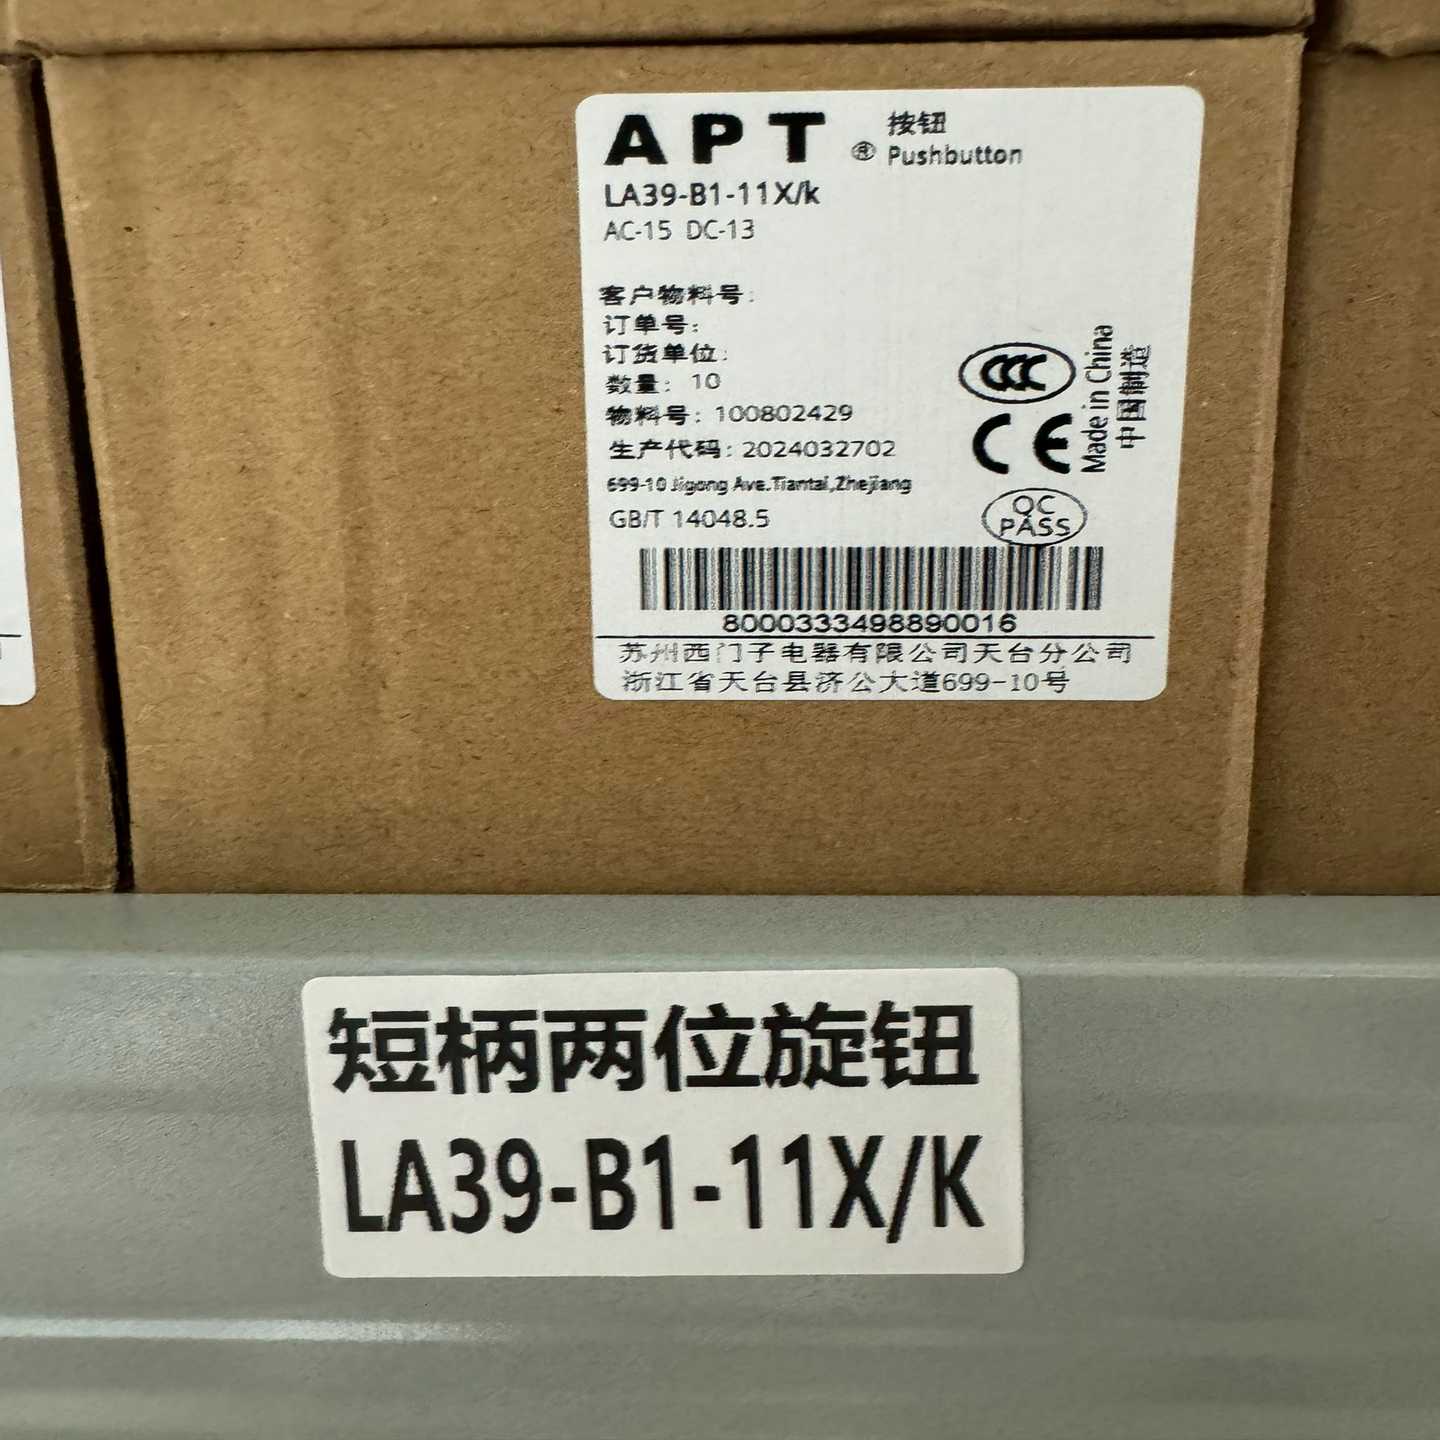 APT ® 按钮
Pushbutton
LA39-B1-11X/k
AC-15 DC-13
客户物料号:
订单号:
订货单位:
数量: 10
物料号: 100802429
生产代码: 2024032702
699-10 Jigong Ave.Tiantai,Zhejiang
GB/T 14048.5
CCC
CE
Made in China
中国制造
QC
PASS
8000333498890016
苏州西门子电器有限公司天台分公司
浙江省天台县济公大道699-10号
短柄两位旋钮
LA39-B1-11X/K